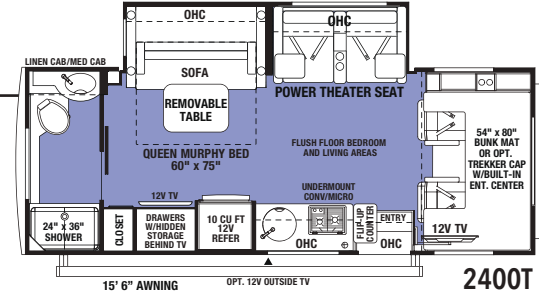 OHC
OHC
LINEN CAB/MED CAB
SOFA
POWER THEATER SEAT
REMOVABLE
TABLE
54" x 80"
BUNK MAT
OR OPT.
TREKKER CAP
W/BUILT-IN
ENT. CENTER
FLUSH FLOOR BEDROOM
AND LIVING AREAS
QUEEN MURPHY BED
60" x 75"
UNDERMOUNT
CONV/MICRO
12V TV
24" x 36"
SHOWER
CLOSET
DRAWERS
W/HIDDEN
STORAGE
BEHIND TV
10 CU FT
12V
REFER
OHC
FLIP-UP
COUNTER
ENTRY
OHC
12V TV
15' 6" AWNING
OPT. 12V OUTSIDE TV
2400T